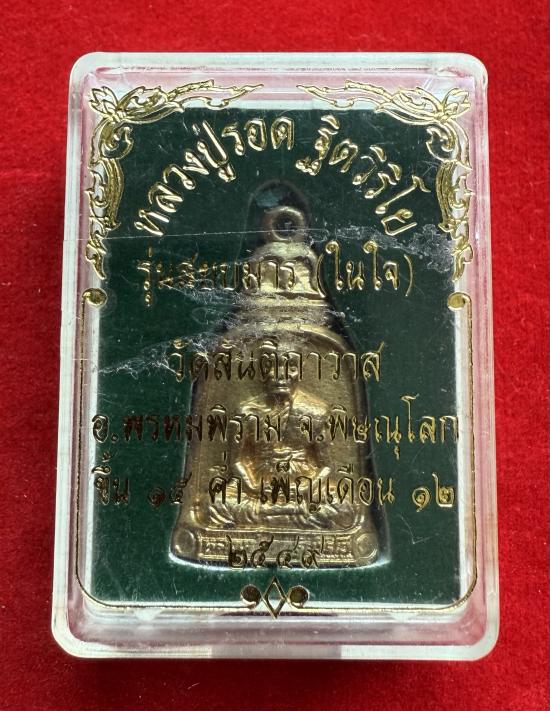 หลวงปู่รอด ฐิตวิริโย
รุ่นสยบมาร (ในใจ)
วัดสันติกาวาส
อ.พรหมพิราม จ.พิษณุโลก
ขึ้น ๑๕ ค่ำ เพ็ญเดือน ๑๒
๒๕๔๙